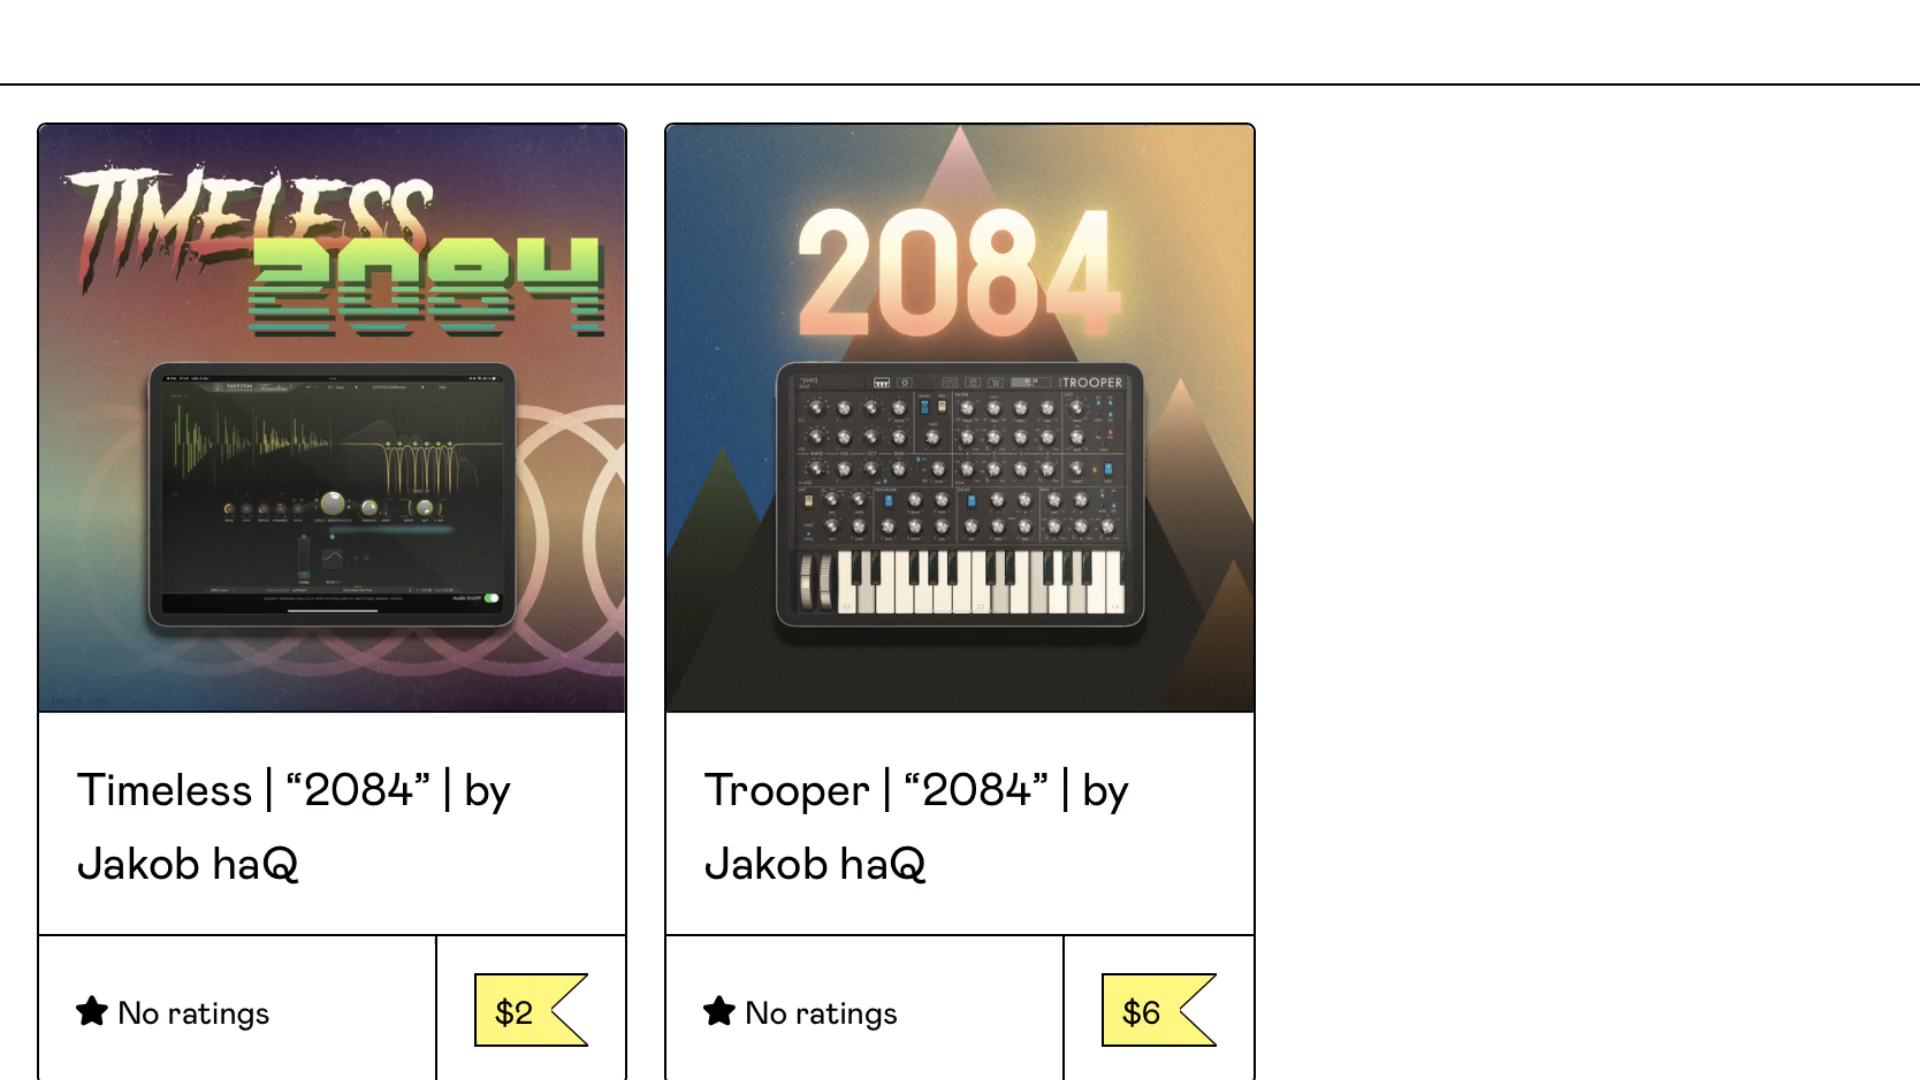 TIMELESS
2084
2084
TROOPER
Timeless | “2084” | by
Jakob haQ
Trooper | “2084” | by
Jakob haQ
No ratings
$2
No ratings
$6